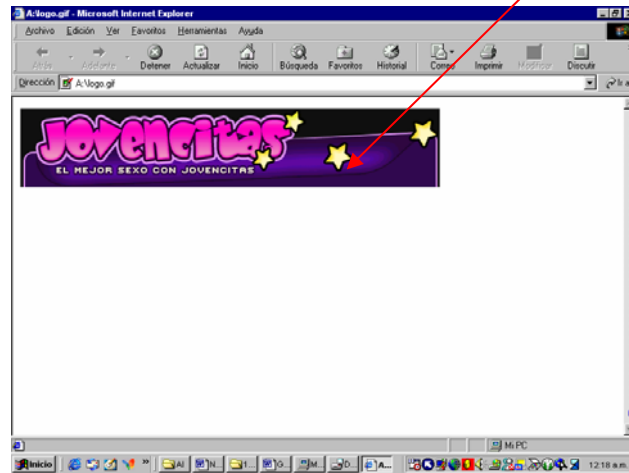 A:\logo.gif - Microsoft Internet Explorer
Archivo Edición Ver Favoritos Herramientas Ayuda
Atrás Adelante Detener Actualizar Inicio Búsqueda Favoritos Historial Correo Imprimir Modificar Discutir
Dirección A:\logo.gif Ir a
Jovencitas
EL MEJOR SEXO CON JOVENCITAS
Mi PC
Inicio 12:18 a.m.